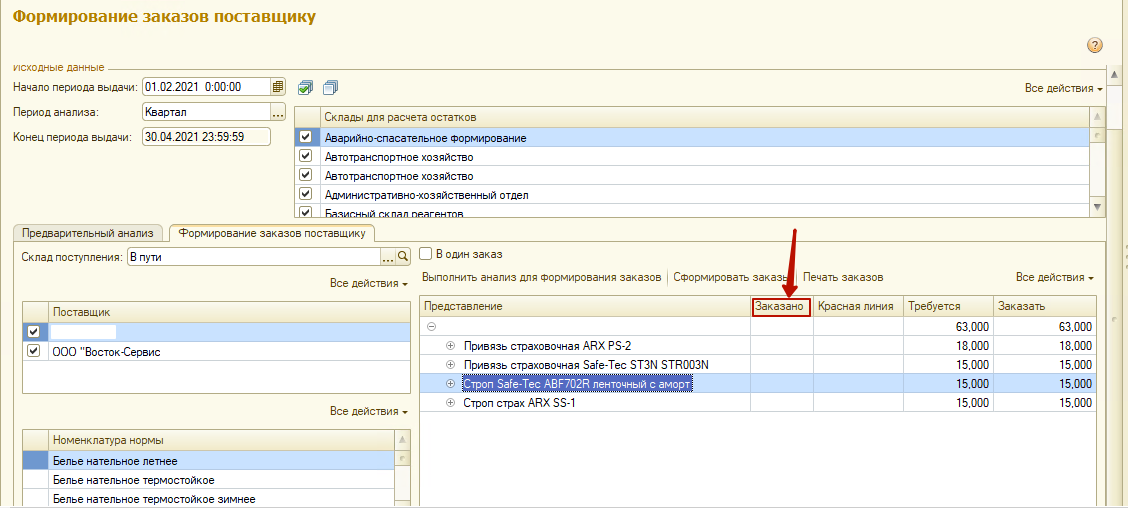 Формирование заказов поставщику
?
Исходные данные
Начало периода выдачи: 01.02.2021 0:00:00
Все действия
Период анализа: Квартал ...
Конец периода выдачи: 30.04.2021 23:59:59
Склады для расчета остатков
Аварийно-спасательное формирование
Автотранспортное хозяйство
Автотранспортное хозяйство
Административно-хозяйственный отдел
Базисный склад реагентов
Предварительный анализ Формирование заказов поставщику
Склад поступления: В пути ...
Все действия
Поставщик
ООО "Восток-Сервис
Все действия
Номенклатура нормы
Белье нательное летнее
Белье нательное термостойкое
Белье нательное термостойкое зимнее
В один заказ
Выполнить анализ для формирования заказов Сформировать заказы Печать заказов Все действия
Представление Заказано Красная линия Требуется Заказать
63,000 63,000
Привязь страховочная ARX PS-2 18,000 18,000
Привязь страховочная Safe-Tec ST3N STR003N 15,000 15,000
Строп Safe-Tec ABF702R ленточный с аморт 15,000 15,000
Строп страх ARX SS-1 15,000 15,000